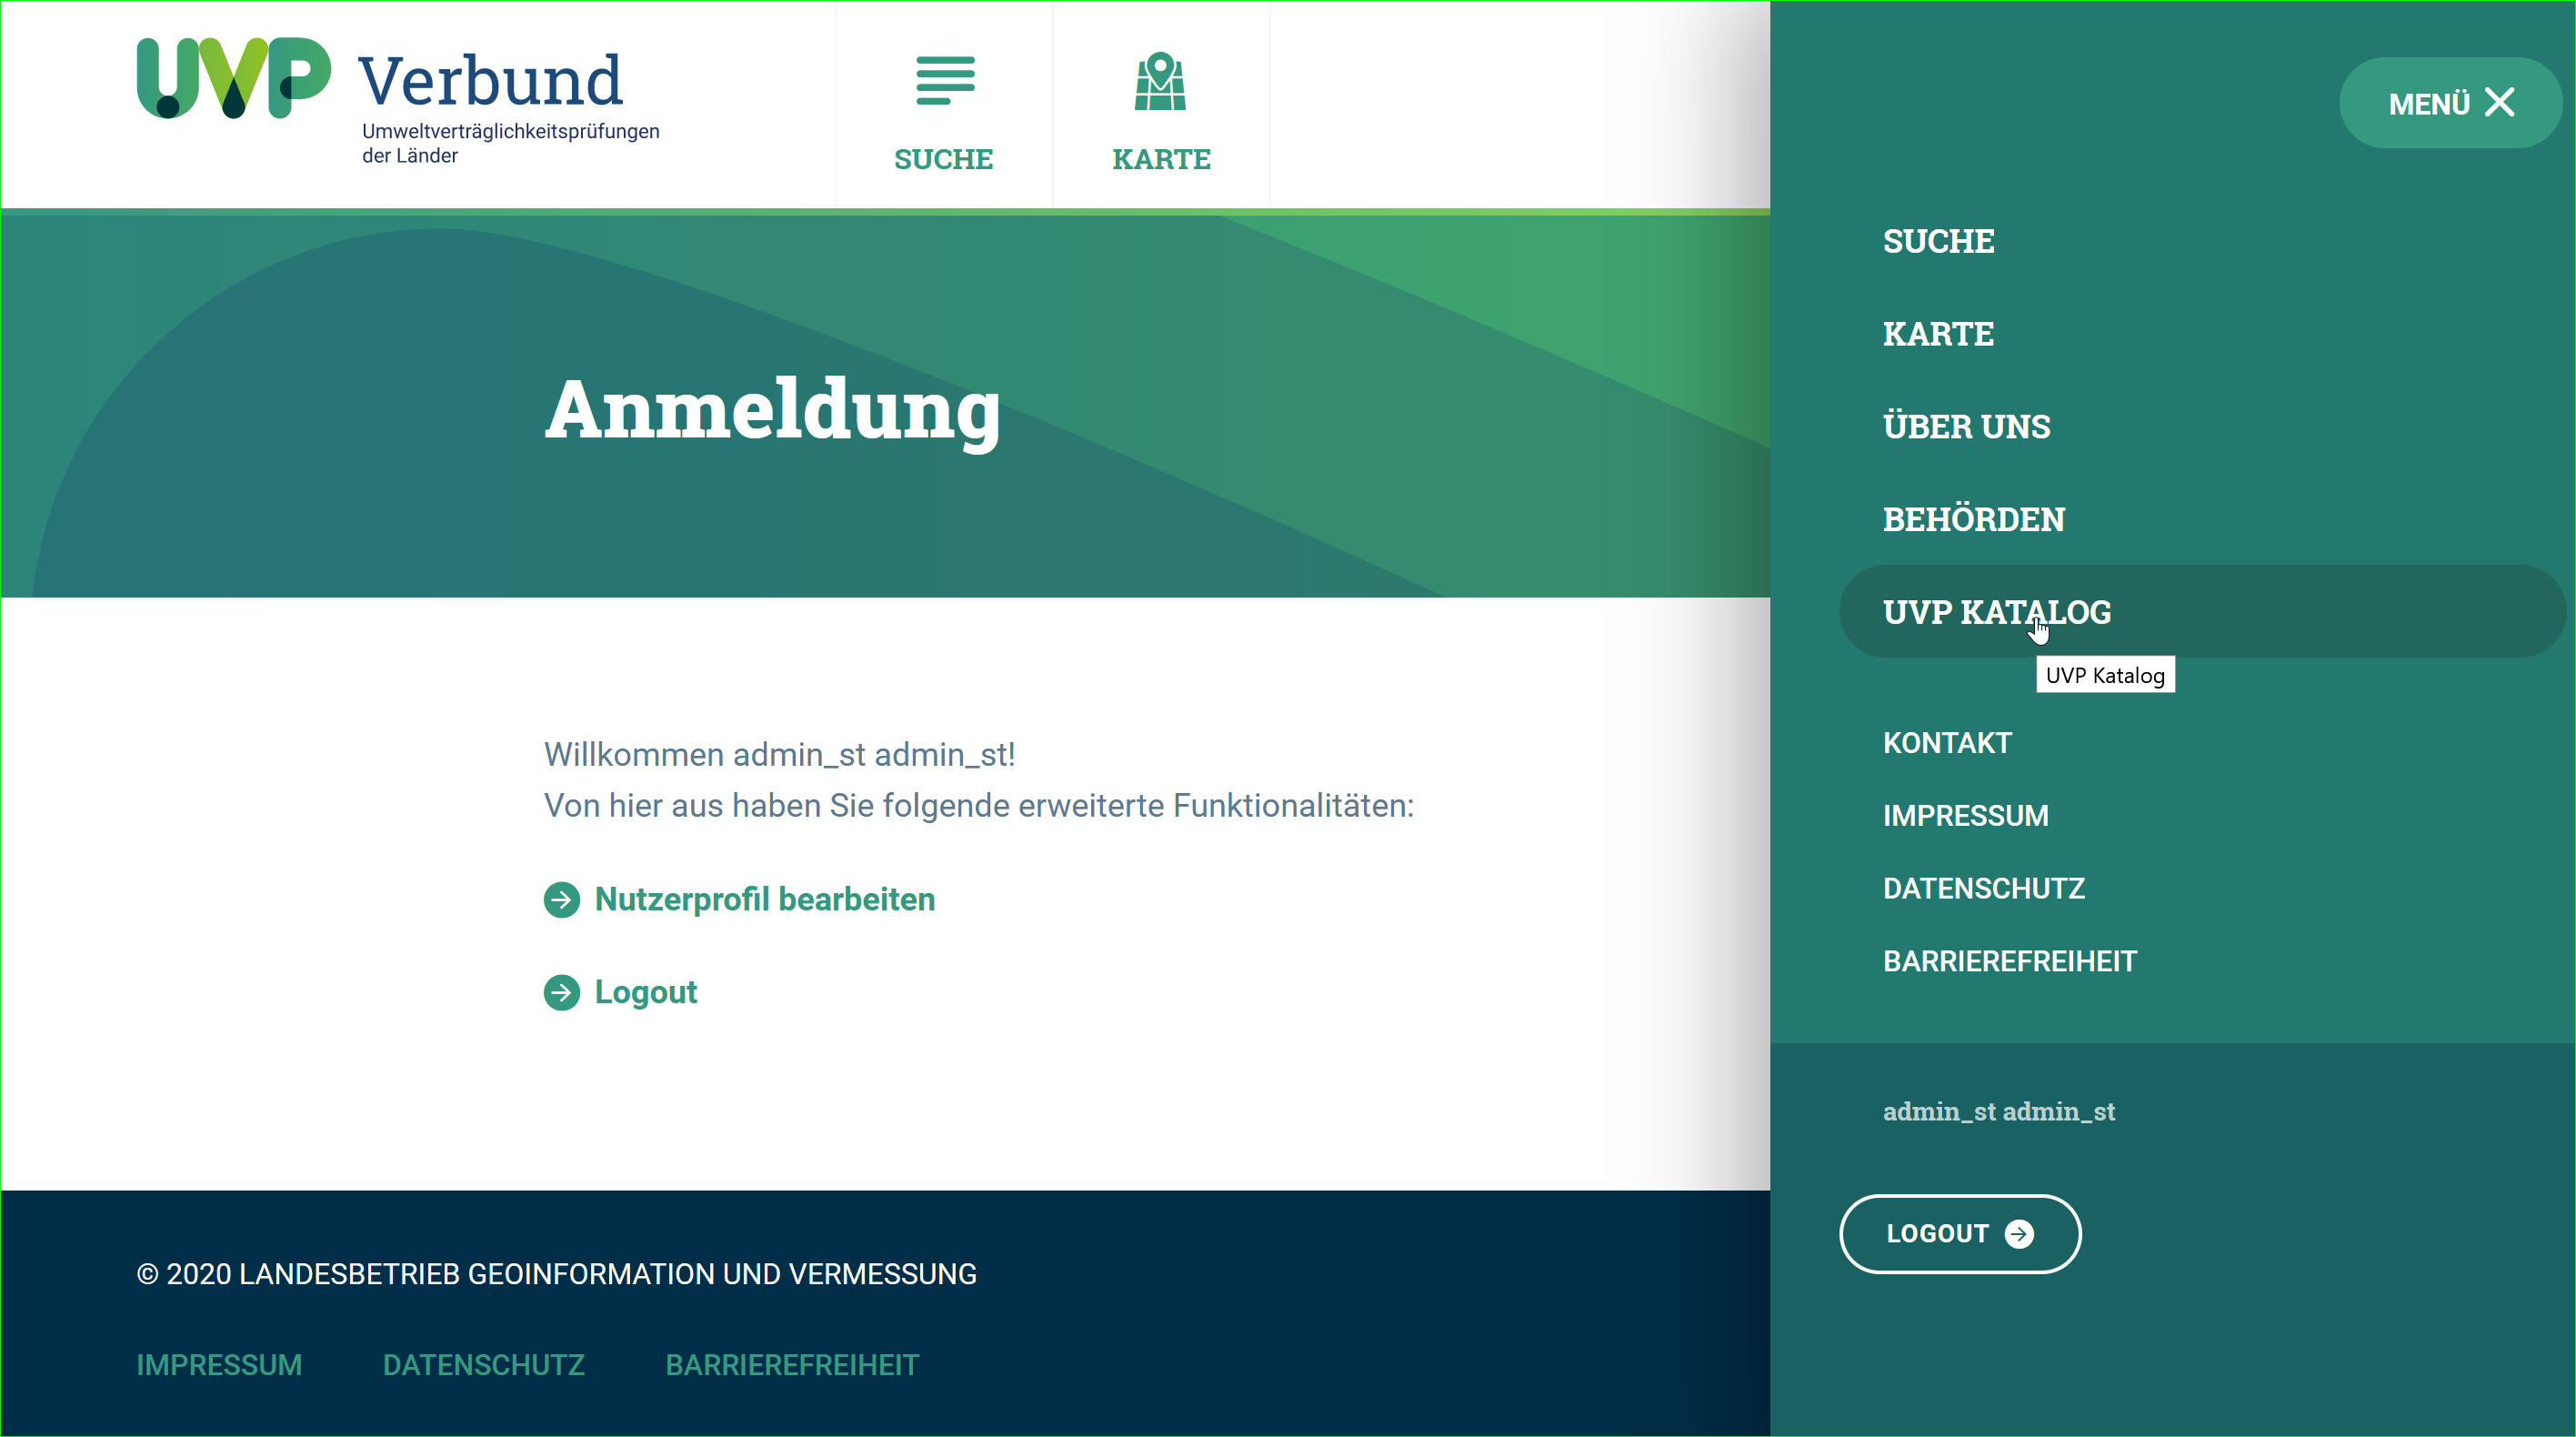 UVP Verbund
Umweltverträglichkeitsprüfungen
der Länder
SUCHE
KARTE
Anmeldung
Willkommen admin_st admin_st!
Von hier aus haben Sie folgende erweiterte Funktionalitäten:
Nutzerprofil bearbeiten
Logout
© 2020 LANDESBETRIEB GEOINFORMATION UND VERMESSUNG
IMPRESSUM DATENSCHUTZ BARRIEREFREIHEIT
MENÜ
SUCHE
KARTE
ÜBER UNS
BEHÖRDEN
UVP KATALOG
UVP Katalog
KONTAKT
IMPRESSUM
DATENSCHUTZ
BARRIEREFREIHEIT
admin_st admin_st
LOGOUT